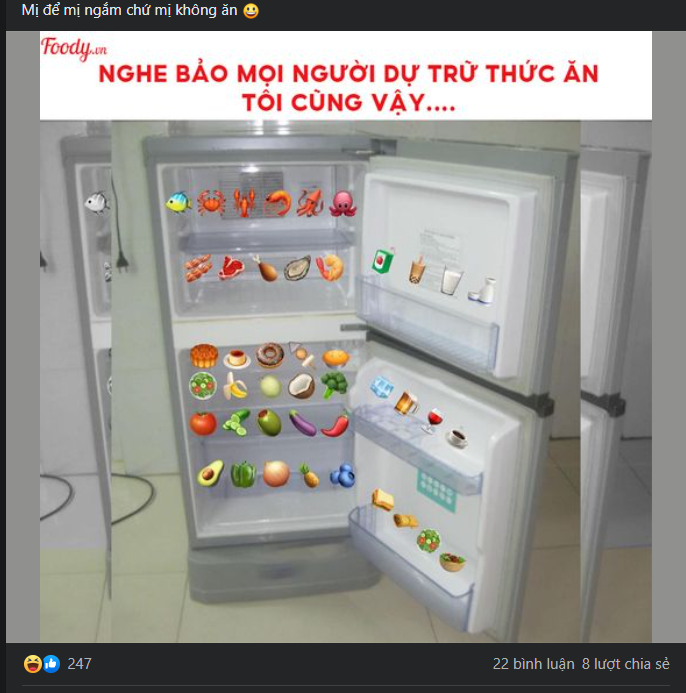 Mị để mị ngắm chứ mị không ăn 😀
Foody.vn
NGHE BẢO MỌI NGƯỜI DỰ TRỮ THỨC ĂN
TÔI CŨNG VẬY....
247
22 bình luận 8 lượt chia sẻ